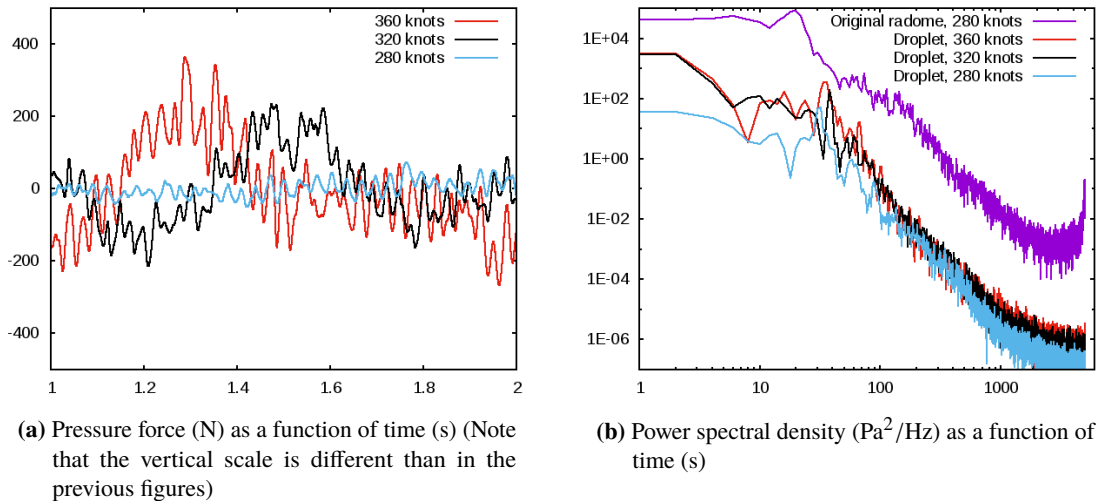 360 knots
320 knots
280 knots
400
200
0
-200
-400
1
1.2
1.4
1.6
1.8
2
(a) Pressure force (N) as a function of time (s) (Note
that the vertical scale is different than in the
previous figures)
Original radome, 280 knots
Droplet, 360 knots
Droplet, 320 knots
Droplet, 280 knots
1E+04
1E+02
1E+00
1E-02
1E-04
1E-06
1
10
100
1000
(b) Power spectral density (Pa²/Hz) as a function of
time (s)